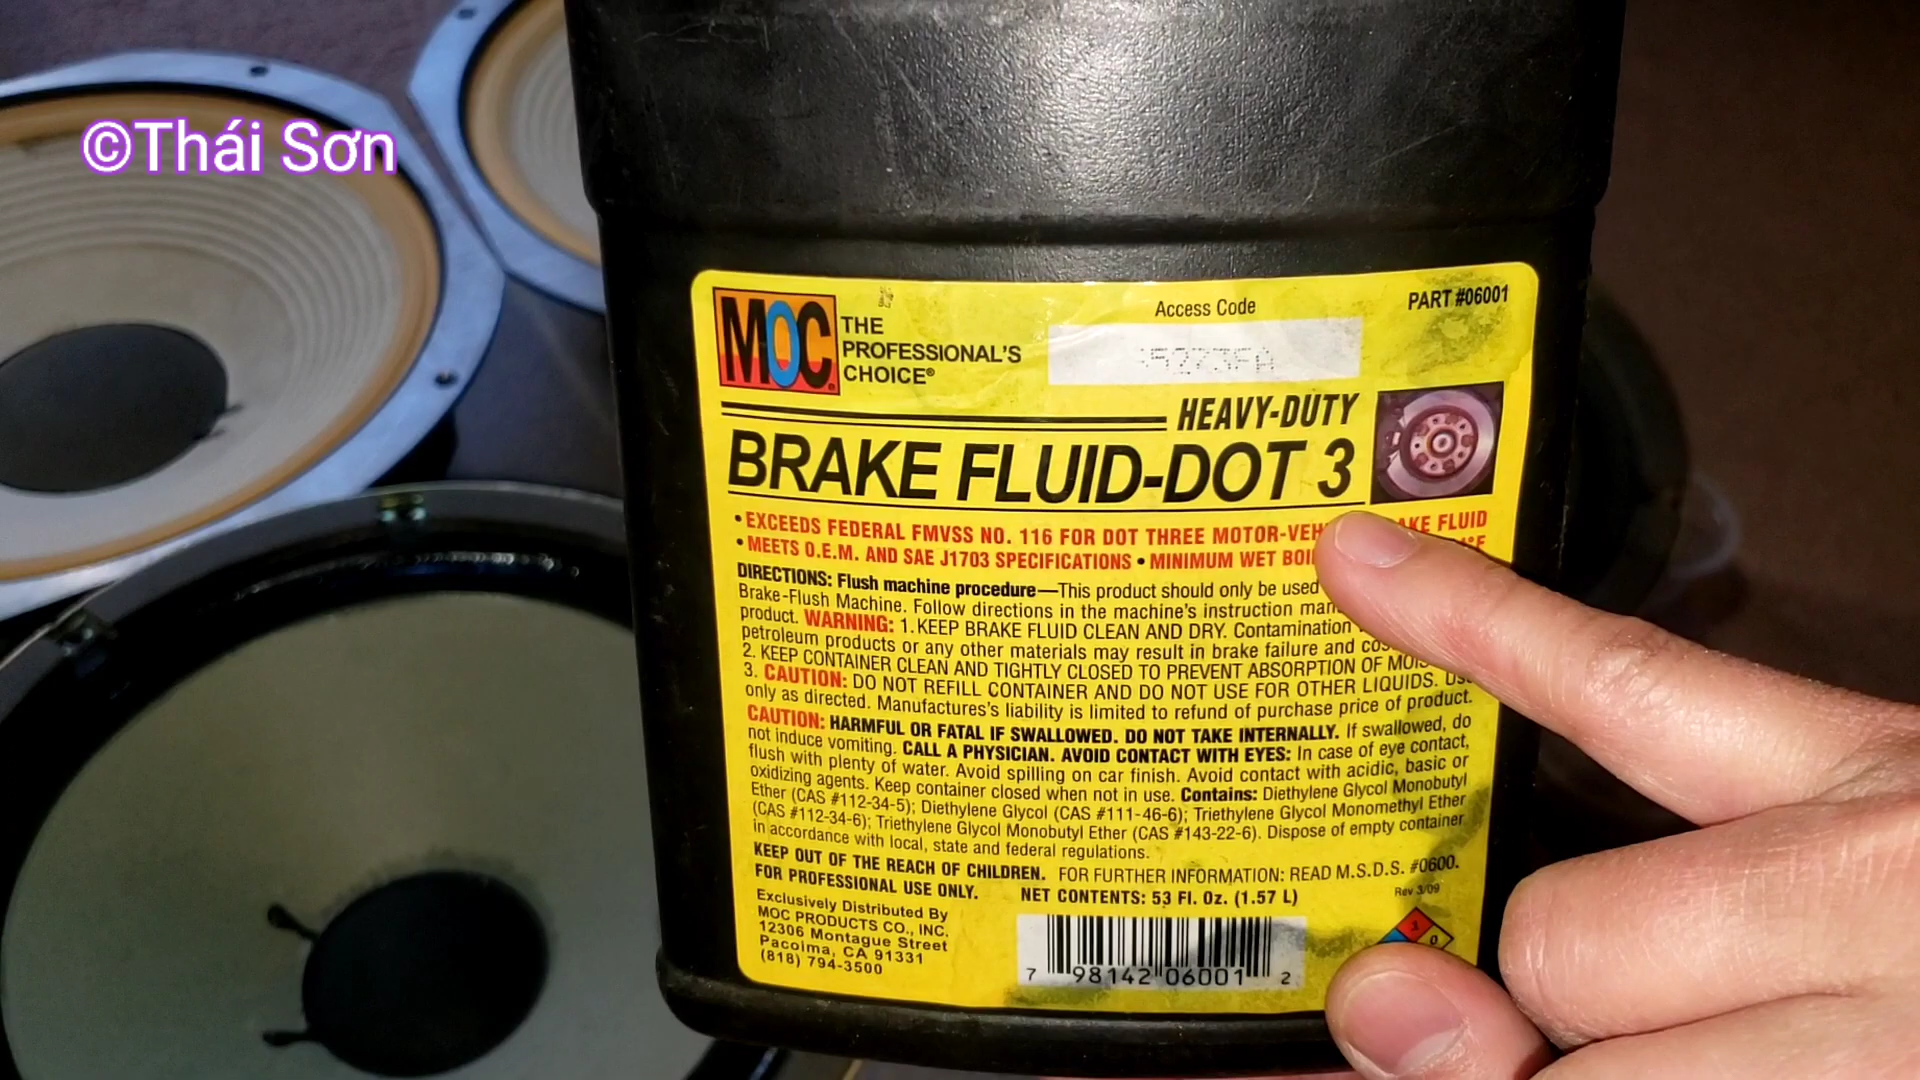 ©Thái Sơn
MOC
THE
PROFESSIONAL'S
CHOICE®
Access Code
PART #06001
HEAVY-DUTY
BRAKE FLUID-DOT 3
• EXCEEDS FEDERAL FMVSS NO. 116 FOR DOT THREE MOTOR-VEH FLUID
• MEETS O.E.M. AND SAE J1703 SPECIFICATIONS • MINIMUM WET
DIRECTIONS: Flush machine procedure—This product should only be used
Brake-Flush Machine. Follow directions in the machine's instruction
product. WARNING: 1.KEEP BRAKE FLUID CLEAN AND DRY. Contamination
petroleum products or any other materials may result in brake failure and
2. KEEP CONTAINER CLEAN AND TIGHTLY CLOSED TO PREVENT ABSORPTION OF
3. CAUTION: DO NOT REFILL CONTAINER AND DO NOT USE FOR OTHER LIQUIDS. Use
only as directed. Manufactures's liability is limited to refund of purchase price of product.
CAUTION: HARMFUL OR FATAL IF SWALLOWED. DO NOT TAKE INTERNALLY. If swallowed, do
not induce vomiting. CALL A PHYSICIAN. AVOID CONTACT WITH EYES: In case of eye contact,
flush with plenty of water. Avoid spilling on car finish. Avoid contact with acidic, basic or
oxidizing agents. Keep container closed when not in use. Contains: Diethylene Glycol Monobutyl
Ether (CAS #112-34-5); Diethylene Glycol (CAS #111-46-6); Triethylene Glycol Monomethyl Ether
(CAS #112-34-6); Triethylene Glycol Monobutyl Ether (CAS #143-22-6). Dispose of empty container
in accordance with local, state and federal regulations.
KEEP OUT OF THE REACH OF CHILDREN. FOR FURTHER INFORMATION: READ M.S.D.S. #0600.
FOR PROFESSIONAL USE ONLY. NET CONTENTS: 53 Fl. Oz. (1.57 L)
Rev 3/09
Exclusively Distributed By
MOC PRODUCTS CO., INC.
12306 Montague Street
Pacoima, CA 91331
(818) 794-3500
7 98142 06001 2